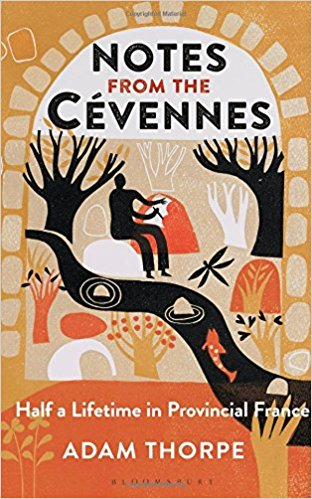 NOTES
FROM THE
CÉVENNES
Half a Lifetime in Provincial France
ADAM THORPE
BLOOMSBURY